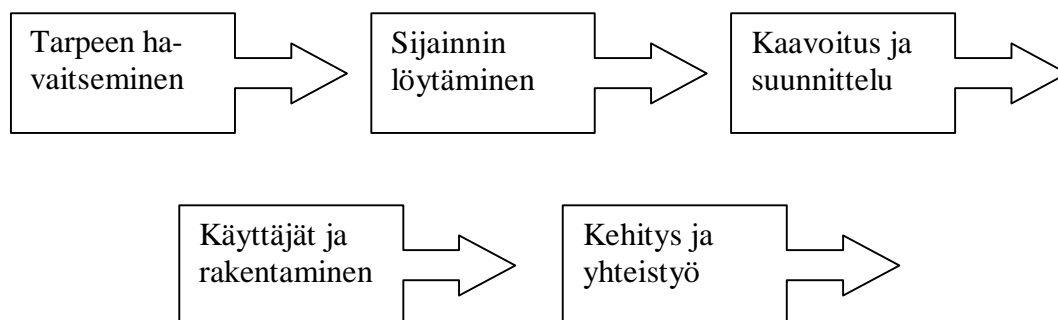 Tarpeen ha-
vaitseminen
Sijainnin
löytäminen
Kaavoitus ja
suunnittelu
Käyttäjät ja
rakentaminen
Kehitys ja
yhteistyö